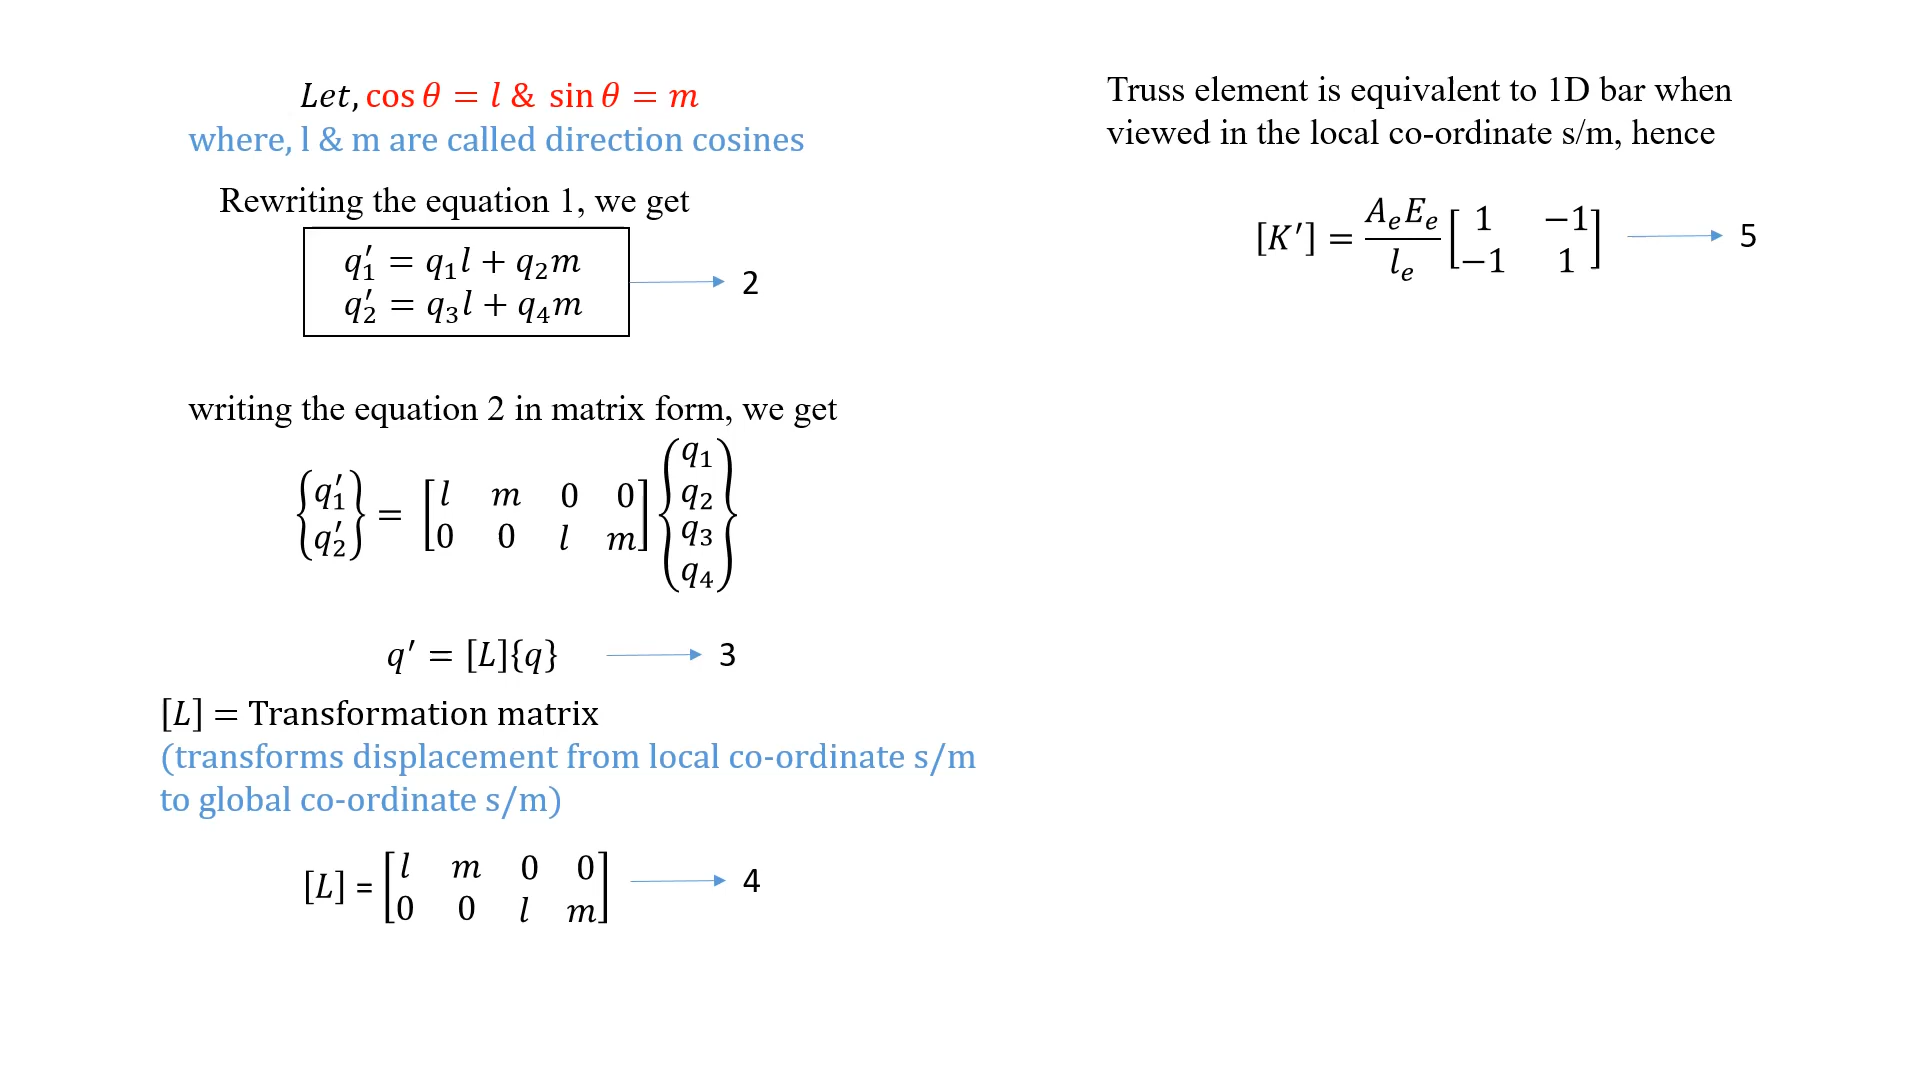 Let, cos θ = l & sin θ = m
where, l & m are called direction cosines
Rewriting the equation 1, we get
q₁′ = q₁l + q₂m
q₂′ = q₃l + q₄m
2
writing the equation 2 in matrix form, we get
{q₁′ q₂′} = [l m 0 0
0 0 l m] {q₁ q₂ q₃ q₄}
q′ = [L]{q}
3
[L] = Transformation matrix
(transforms displacement from local co-ordinate s/m
to global co-ordinate s/m)
[L] = [l m 0 0
0 0 l m]
4
Truss element is equivalent to 1D bar when
viewed in the local co-ordinate s/m, hence
[K′] = AₑEₑ/lₑ [1 −1
−1 1]
5